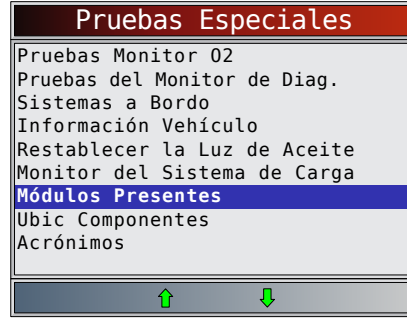 Pruebas Especiales
Pruebas Monitor O2
Pruebas del Monitor de Diag.
Sistemas a Bordo
Información Vehículo
Restablecer la Luz de Aceite
Monitor del Sistema de Carga
Módulos Presentes
Ubic Componentes
Acrónimos